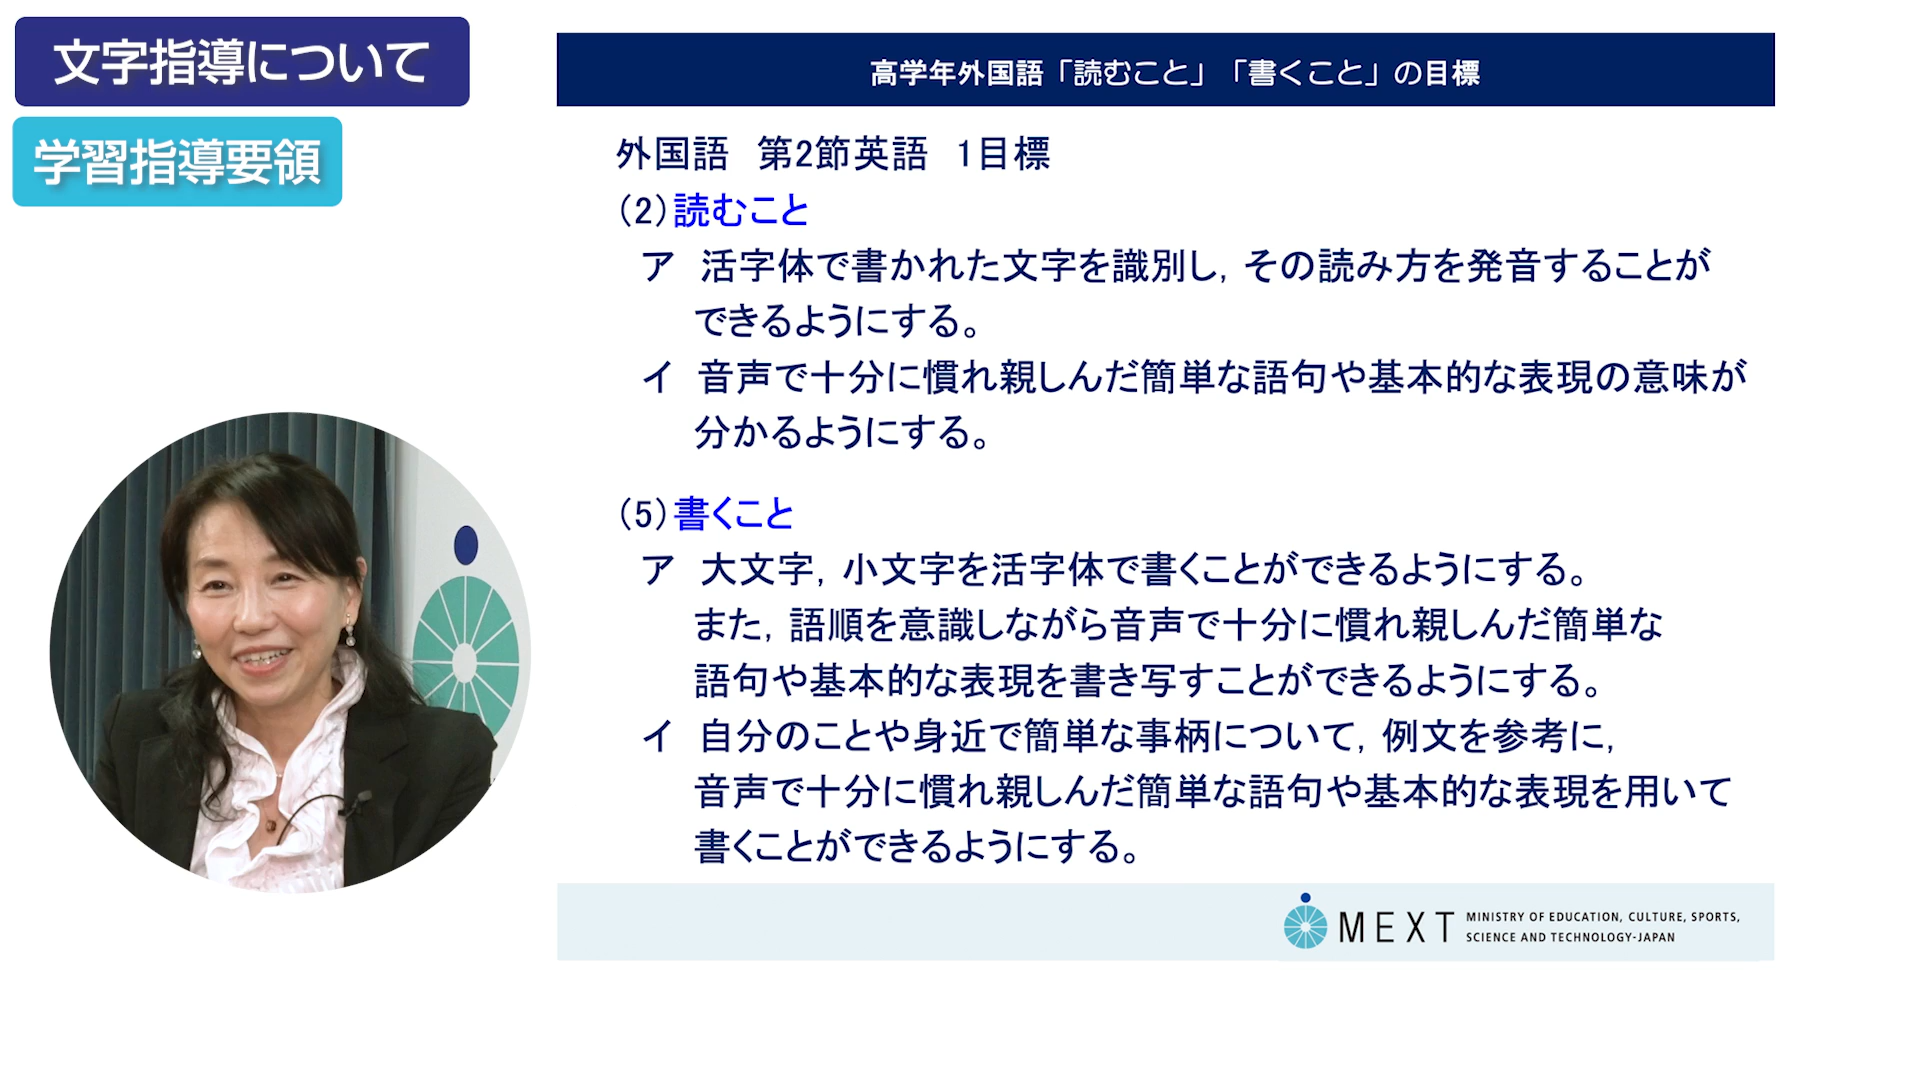 文字指導について
学習指導要領
高学年外国語「読むこと」「書くこと」の目標
外国語　第2節英語　1目標
（2）読むこと
ア　活字体で書かれた文字を識別し，その読み方を発音することが
できるようにする。
イ　音声で十分に慣れ親しんだ簡単な語句や基本的な表現の意味が
分かるようにする。
（5）書くこと
ア　大文字，小文字を活字体で書くことができるようにする。
また，語順を意識しながら音声で十分に慣れ親しんだ簡単な
語句や基本的な表現を書き写すことができるようにする。
イ　自分のことや身近で簡単な事柄について，例文を参考に，
音声で十分に慣れ親しんだ簡単な語句や基本的な表現を用いて
書くことができるようにする。
MEXT
MINISTRY OF EDUCATION, CULTURE, SPORTS,
SCIENCE AND TECHNOLOGY-JAPAN